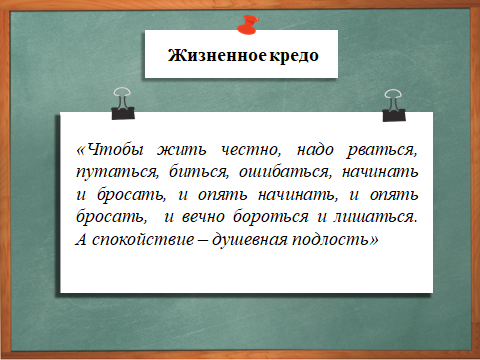 Жизненное кредо
«Чтобы жить честно, надо рваться,
путаться, биться, ошибаться, начинать
и бросать, и опять начинать, и опять
бросать, и вечно бороться и лишаться.
А спокойствие – душевная подлость»